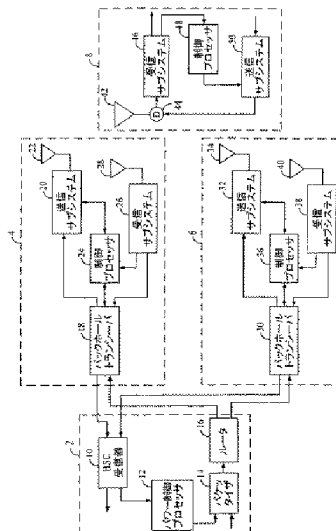 2
10
BSC
受信器
12
パワー制御
プロセッサ
14
パケッ
タイザ
16
ルータ
4
18
バックホール
トランシーバ
20
送信
サブシステム
22
24
制御
プロセッサ
26
受信
サブシステム
28
6
30
バックホール
トランシーバ
32
送信
サブシステム
34
36
制御
プロセッサ
38
受信
サブシステム
40
8
42
44
D
46
受信
サブシステム
48
制御
プロセッサ
50
送信
サブシステム